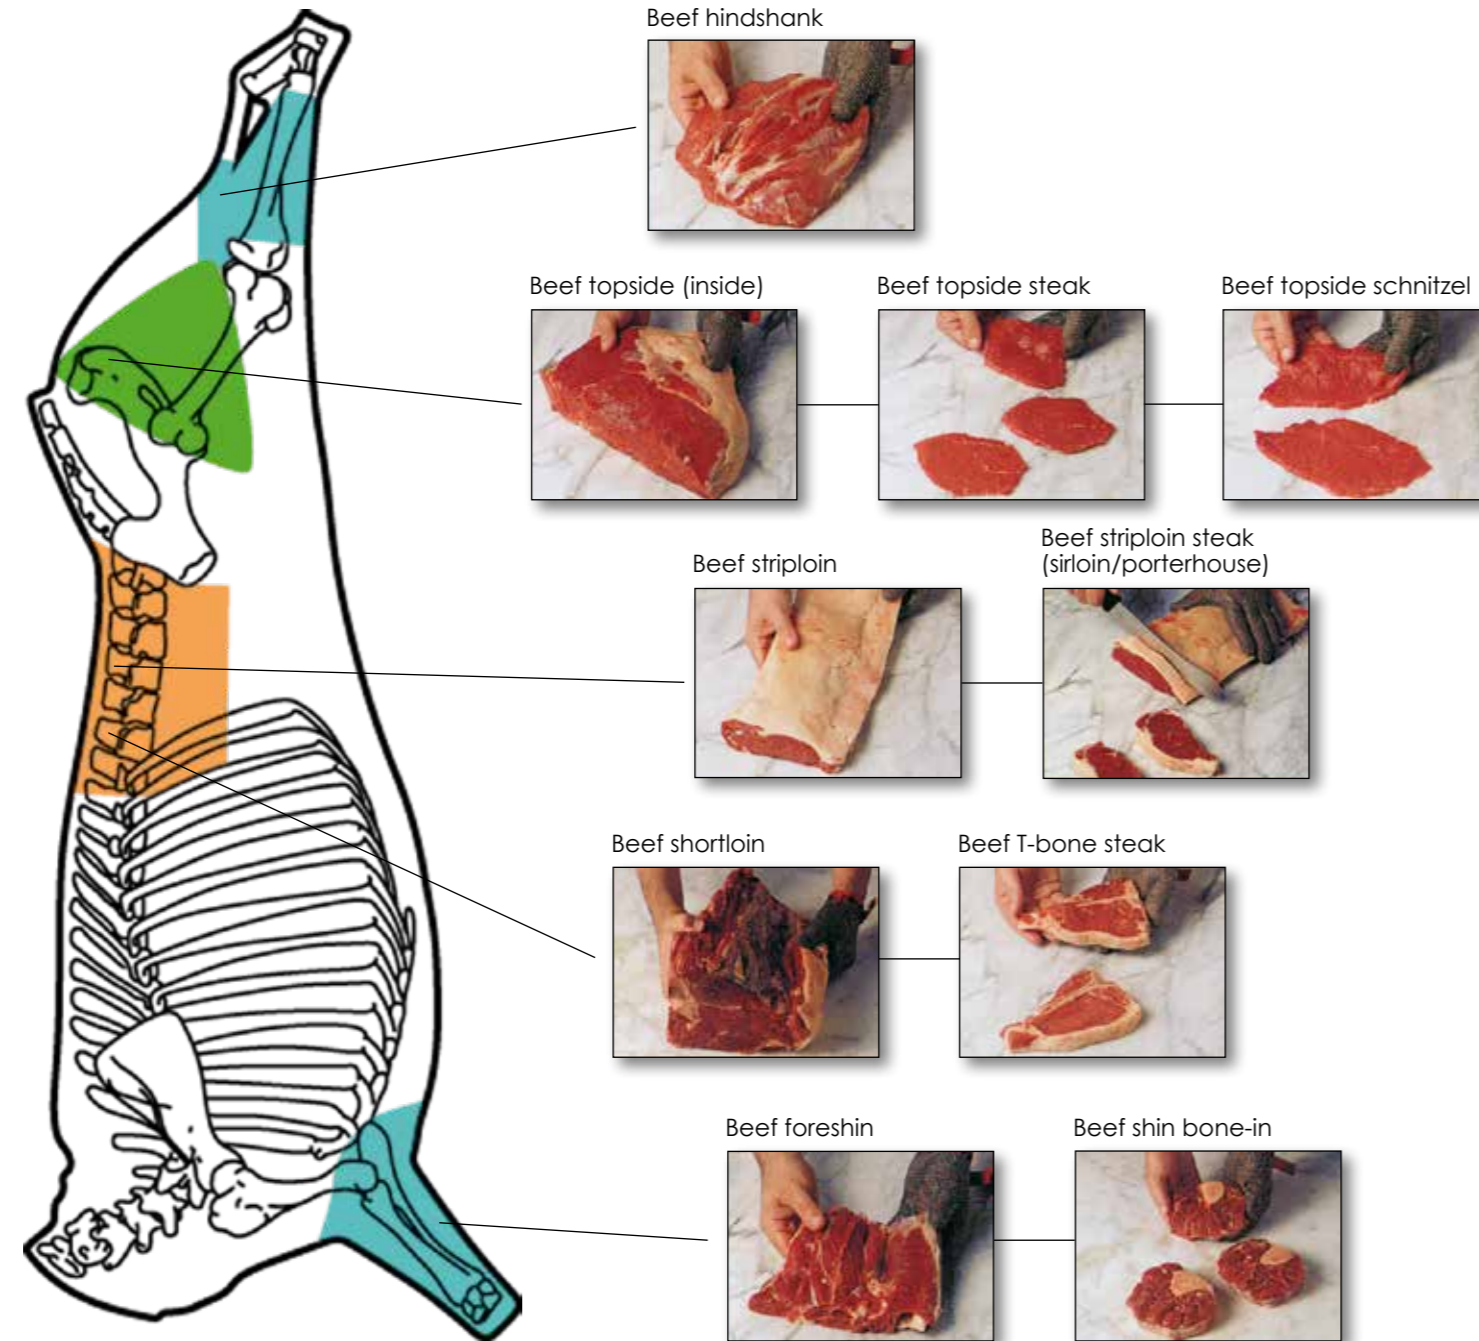 Beef hindshank
Beef topside (inside)
Beef topside steak
Beef topside schnitzel
Beef striploin
Beef striploin steak
(sirloin/porterhouse)
Beef shortloin
Beef T-bone steak
Beef foreshin
Beef shin bone-in